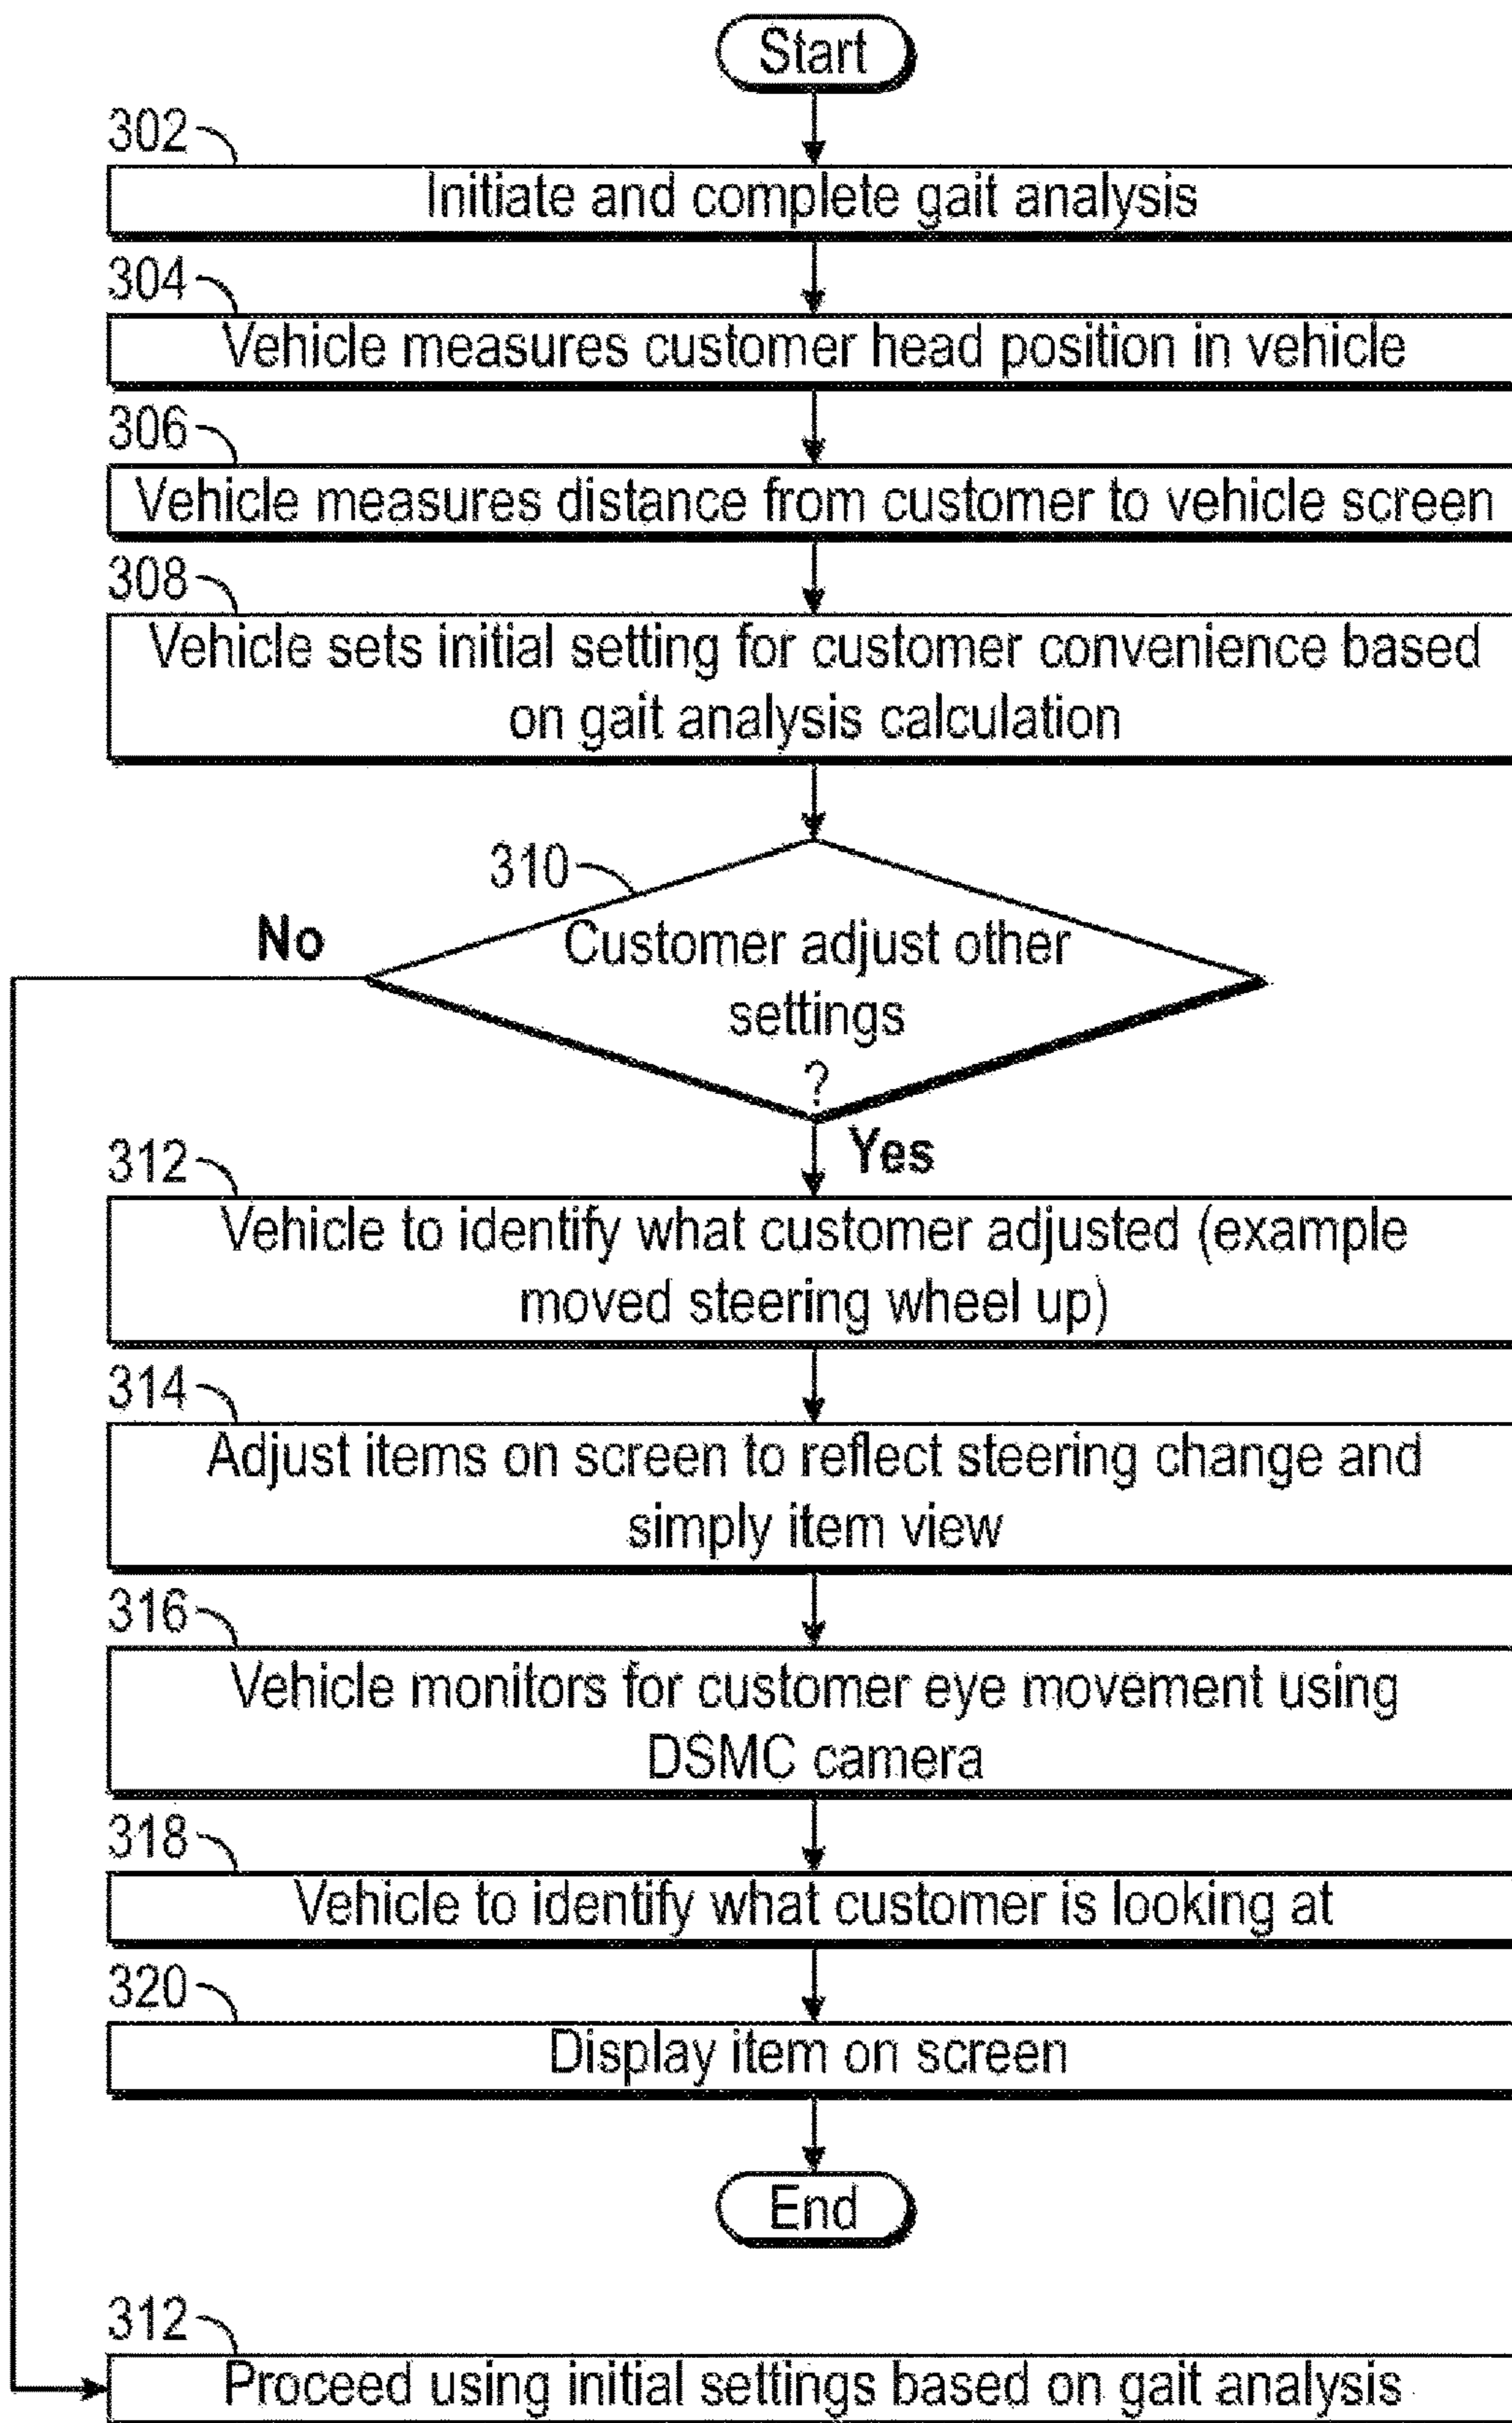 Start
302
Initiate and complete gait analysis
304
Vehicle measures customer head position in vehicle
306
Vehicle measures distance from customer to vehicle screen
308
Vehicle sets initial setting for customer convenience based
on gait analysis calculation
310
No
Customer adjust other
settings
?
Yes
312
Vehicle to identify what customer adjusted (example
moved steering wheel up)
314
Adjust items on screen to reflect steering change and
simply item view
316
Vehicle monitors for customer eye movement using
DSMC camera
318
Vehicle to identify what customer is looking at
320
Display item on screen
End
312
Proceed using initial settings based on gait analysis